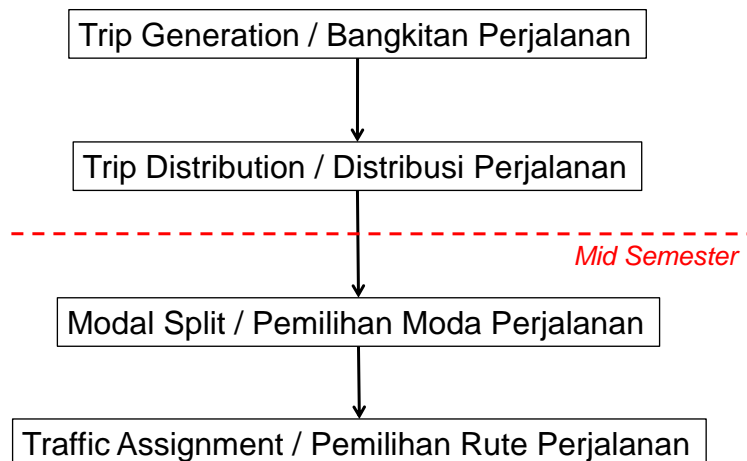 Trip Generation / Bangkitan Perjalanan
Trip Distribution / Distribusi Perjalanan
Mid Semester
Modal Split / Pemilihan Moda Perjalanan
Traffic Assignment / Pemilihan Rute Perjalanan